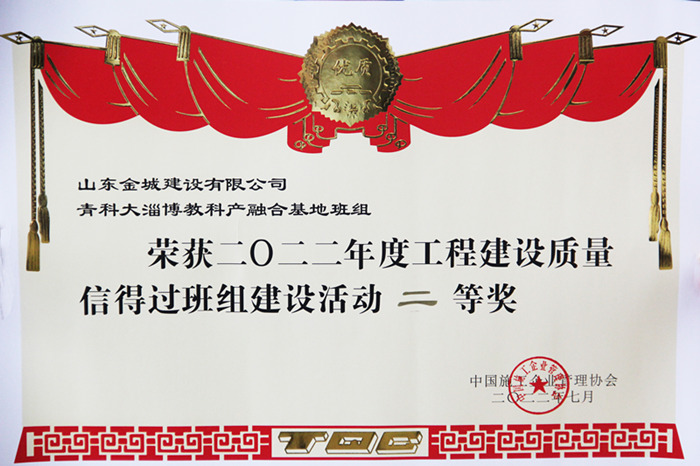 优质
山东金城建设有限公司
青科大淄博教科产融合基地班组
荣获二〇二二年度工程建设质量
信得过班组建设活动 二 等奖
中国施工企业管理协会
二〇二二年七月
TQC